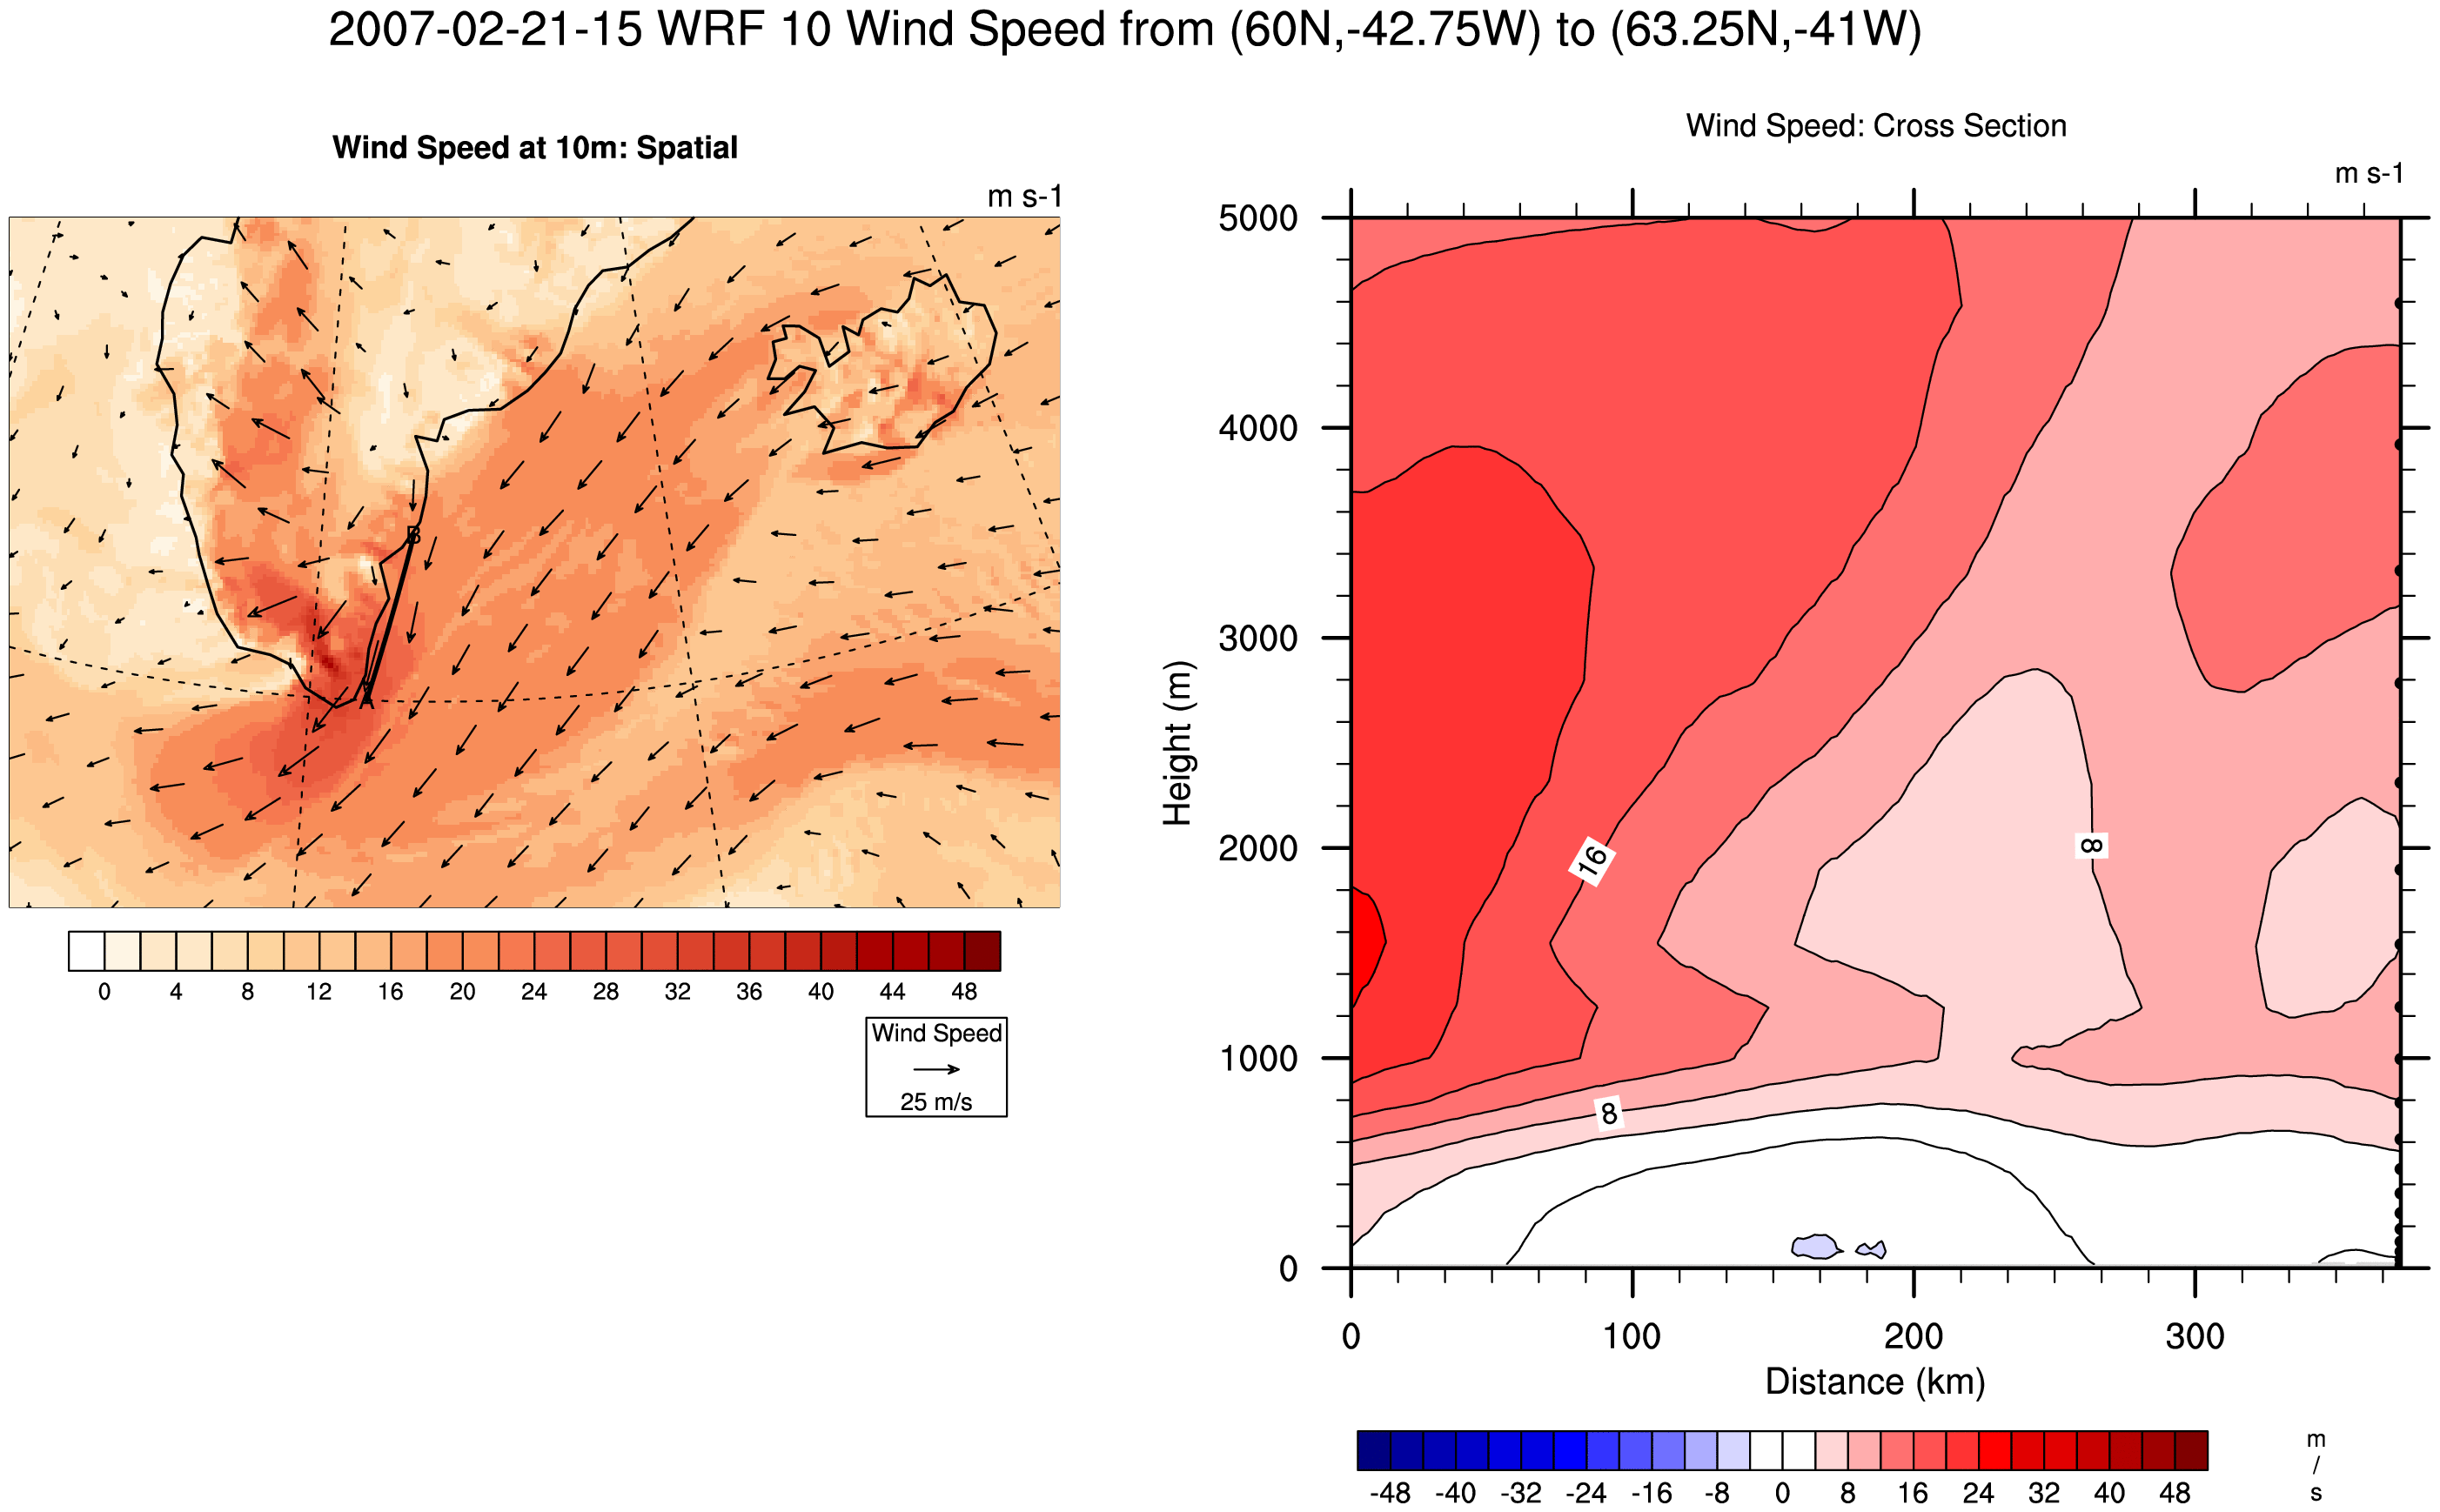 2007-02-21-15 WRF 10 Wind Speed from (60N,-42.75W) to (63.25N,-41W)
Wind Speed at 10m: Spatial
m s-1
B
A
0 4 8 12 16 20 24 28 32 36 40 44 48
Wind Speed
25 m/s
Wind Speed: Cross Section
m s-1
5000
4000
3000
2000
1000
0
Height (m)
16
8
8
0 100 200 300
Distance (km)
-48 -40 -32 -24 -16 -8 0 8 16 24 32 40 48
m
/
s